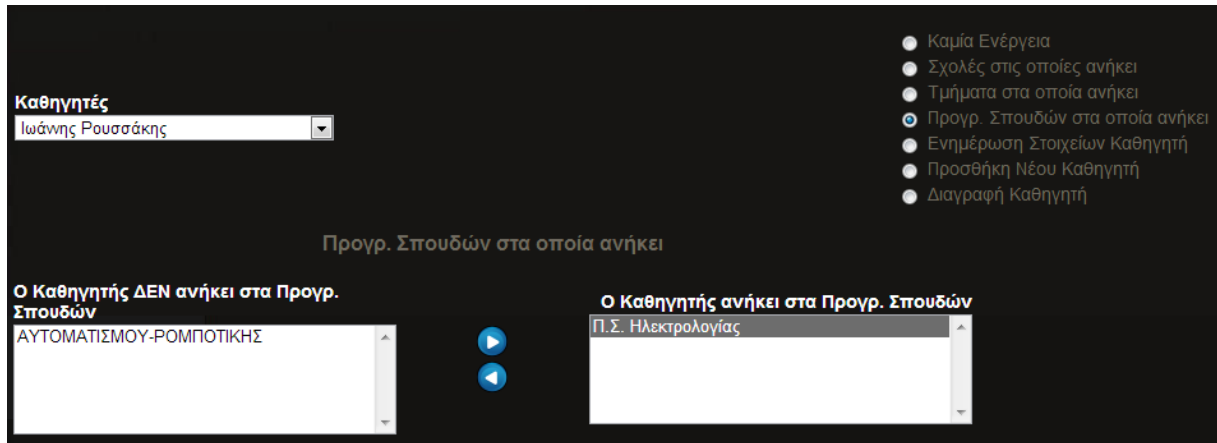 Καμία Ενέργεια
Σχολές στις οποίες ανήκει
Τμήματα στα οποία ανήκει
Προγρ. Σπουδών στα οποία ανήκει
Ενημέρωση Στοιχείων Καθηγητή
Προσθήκη Νέου Καθηγητή
Διαγραφή Καθηγητή
Καθηγητές
Ιωάννης Ρουσσάκης
Προγρ. Σπουδών στα οποία ανήκει
Ο Καθηγητής ΔΕΝ ανήκει στα Προγρ.
Σπουδών
ΑΥΤΟΜΑΤΙΣΜΟΥ-ΡΟΜΠΟΤΙΚΗΣ
Ο Καθηγητής ανήκει στα Προγρ. Σπουδών
Π.Σ. Ηλεκτρολογίας